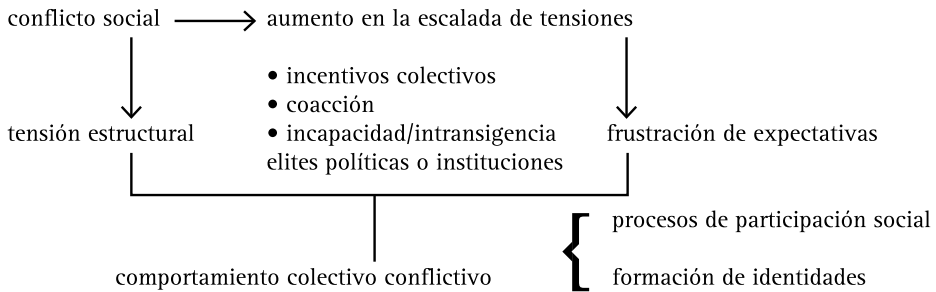 conflicto social
aumento en la escalada de tensiones
• incentivos colectivos
• coacción
• incapacidad/intransigencia
elites políticas o instituciones
tensión estructural
frustración de expectativas
procesos de participación social
comportamiento colectivo conflictivo
formación de identidades